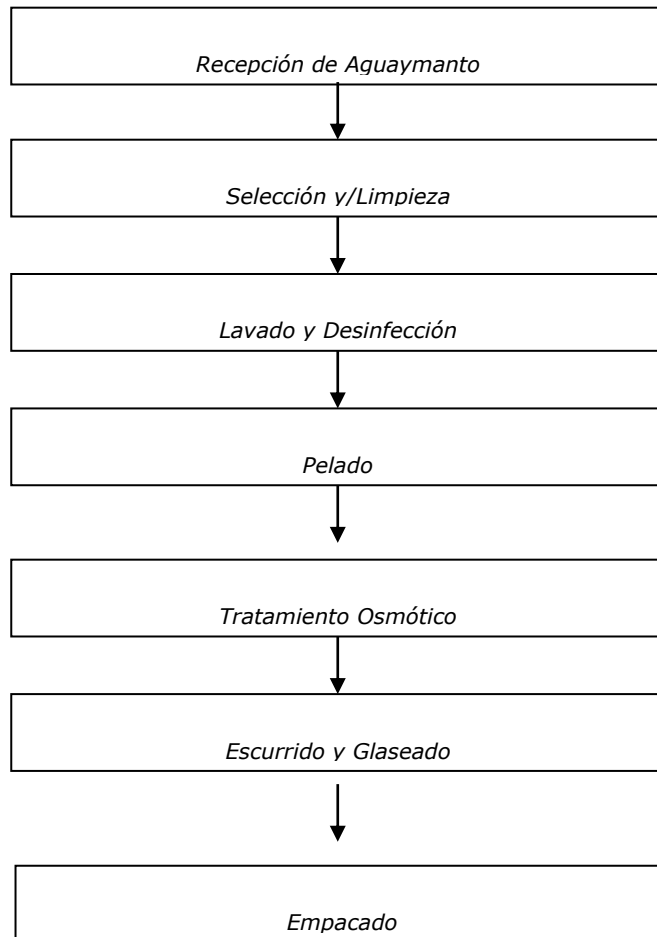 Recepción de Aguaymanto
Selección y/Limpieza
Lavado y Desinfección
Pelado
Tratamiento Osmótico
Escurrido y Glaseado
Empacado